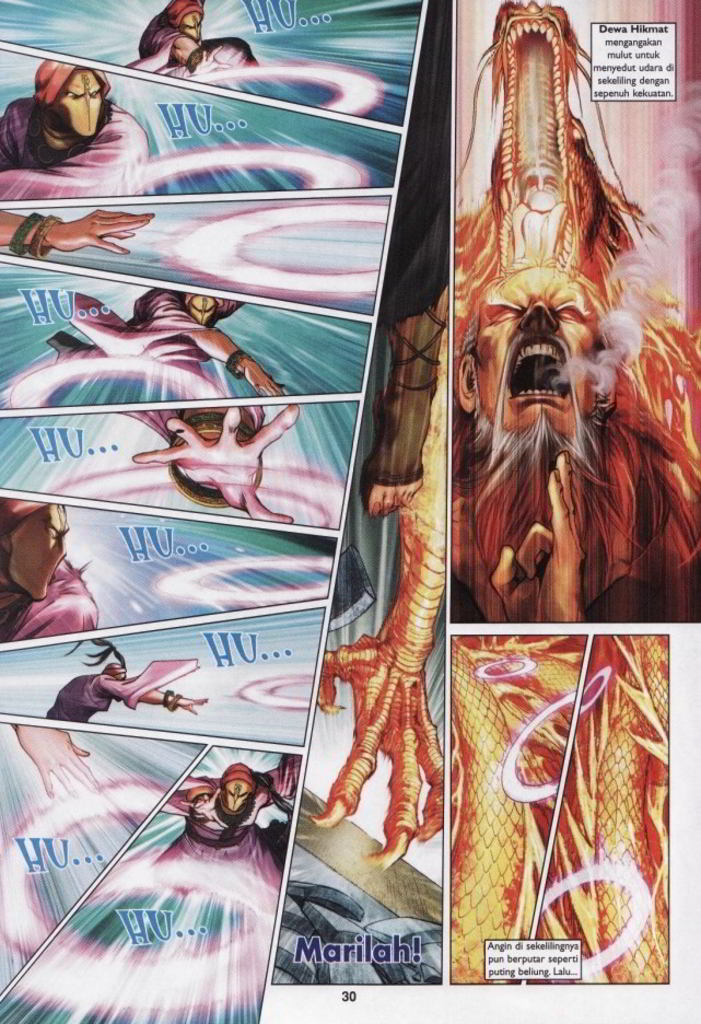 HU...
HU...
HU...
HU...
HU...
HU...
HU...
HU...
Marilah!
Dewa Hikmat
mengangakan
mulut untuk
menyedut udara di
sekeliling dengan
sepenuh kekuatan.
Angin di sekelilingnya
pun berputar seperti
puting beliung. Lalu...
30